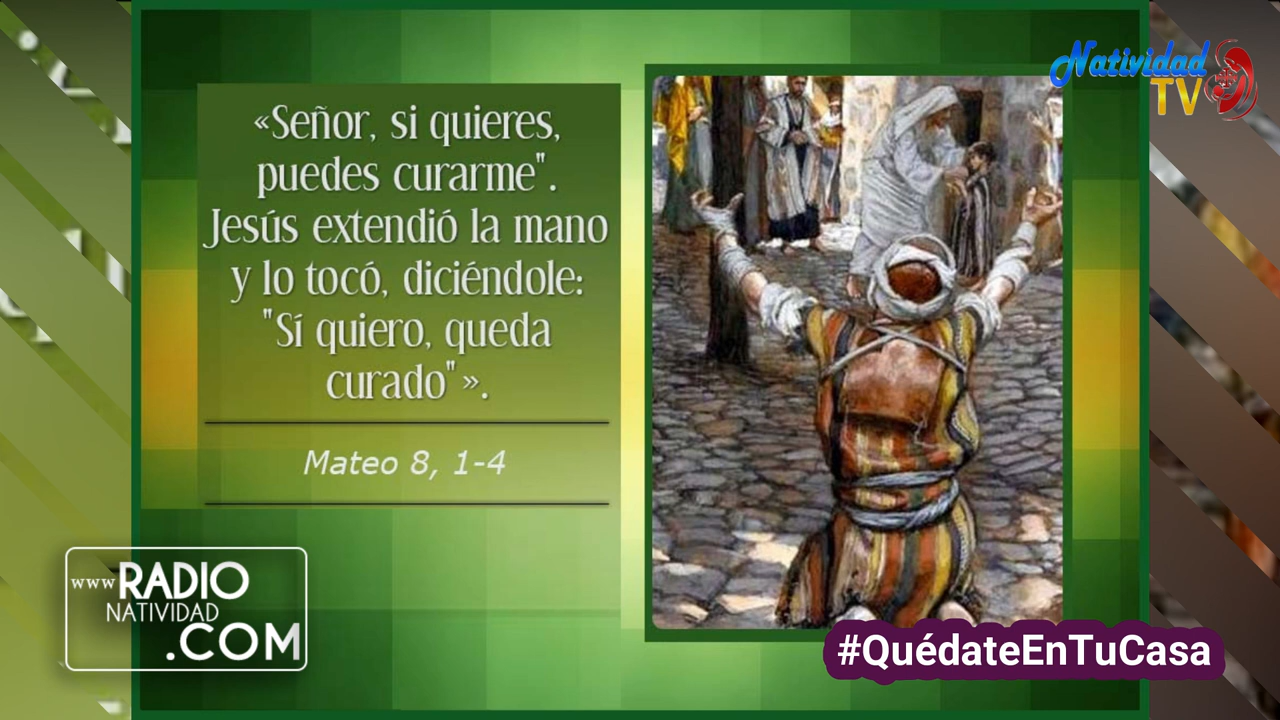 Natividad
TV
«Señor, si quieres,
puedes curarme".
Jesús extendió la mano
y lo tocó, diciéndole:
"Sí quiero, queda
curado"».
Mateo 8, 1-4
www RADIO
NATIVIDAD
.COM
#QuédateEnTuCasa